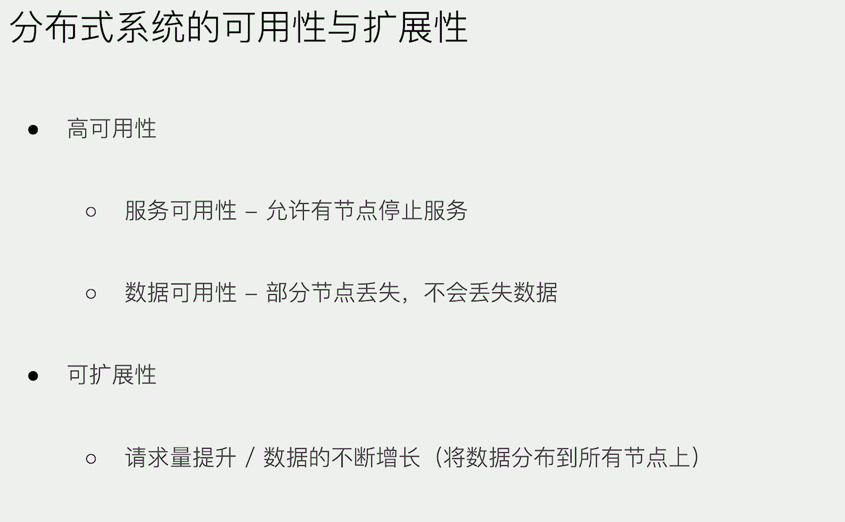 分布式系统的可用性与扩展性
● 高可用性
○ 服务可用性 – 允许有节点停止服务
○ 数据可用性 – 部分节点丢失，不会丢失数据
● 可扩展性
○ 请求量提升 / 数据的不断增长（将数据分布到所有节点上）